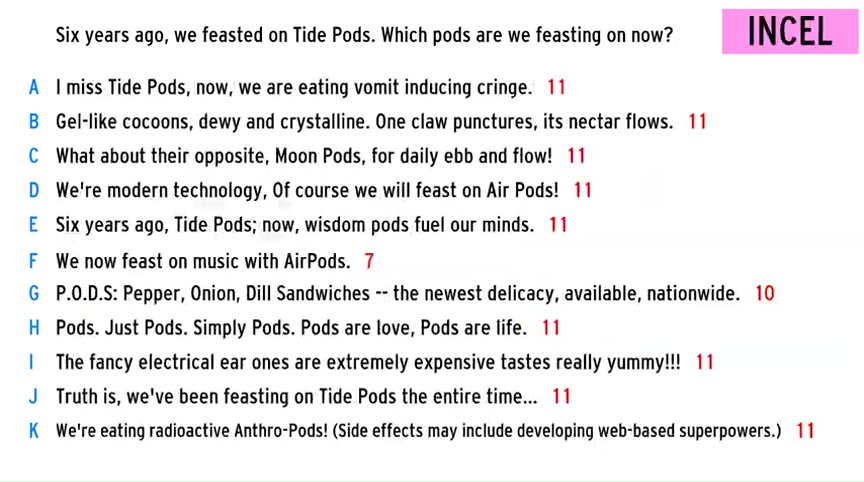 Six years ago, we feasted on Tide Pods. Which pods are we feasting on now?
INCEL
A I miss Tide Pods, now, we are eating vomit inducing cringe. 11
B Gel-like cocoons, dewy and crystalline. One claw punctures, its nectar flows. 11
C What about their opposite, Moon Pods, for daily ebb and flow! 11
D We're modern technology, Of course we will feast on Air Pods! 11
E Six years ago, Tide Pods; now, wisdom pods fuel our minds. 11
F We now feast on music with AirPods. 7
G P.O.D.S: Pepper, Onion, Dill Sandwiches -- the newest delicacy, available, nationwide. 10
H Pods. Just Pods. Simply Pods. Pods are love, Pods are life. 11
I The fancy electrical ear ones are extremely expensive tastes really yummy!!! 11
J Truth is, we've been feasting on Tide Pods the entire time... 11
K We're eating radioactive Anthro-Pods! (Side effects may include developing web-based superpowers.) 11